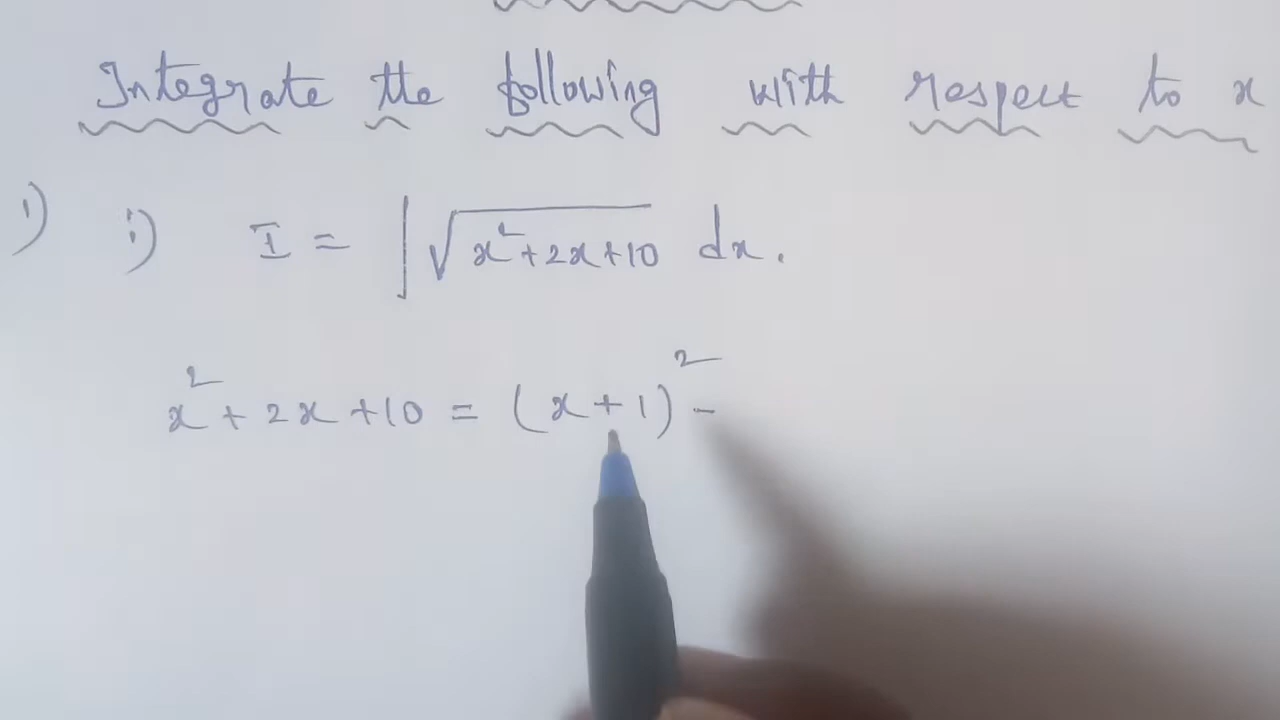 Integrate the following with respect to x
1) i) I = ∫√x²+2x+10 dx.
x² + 2x + 10 = (x + 1)² -